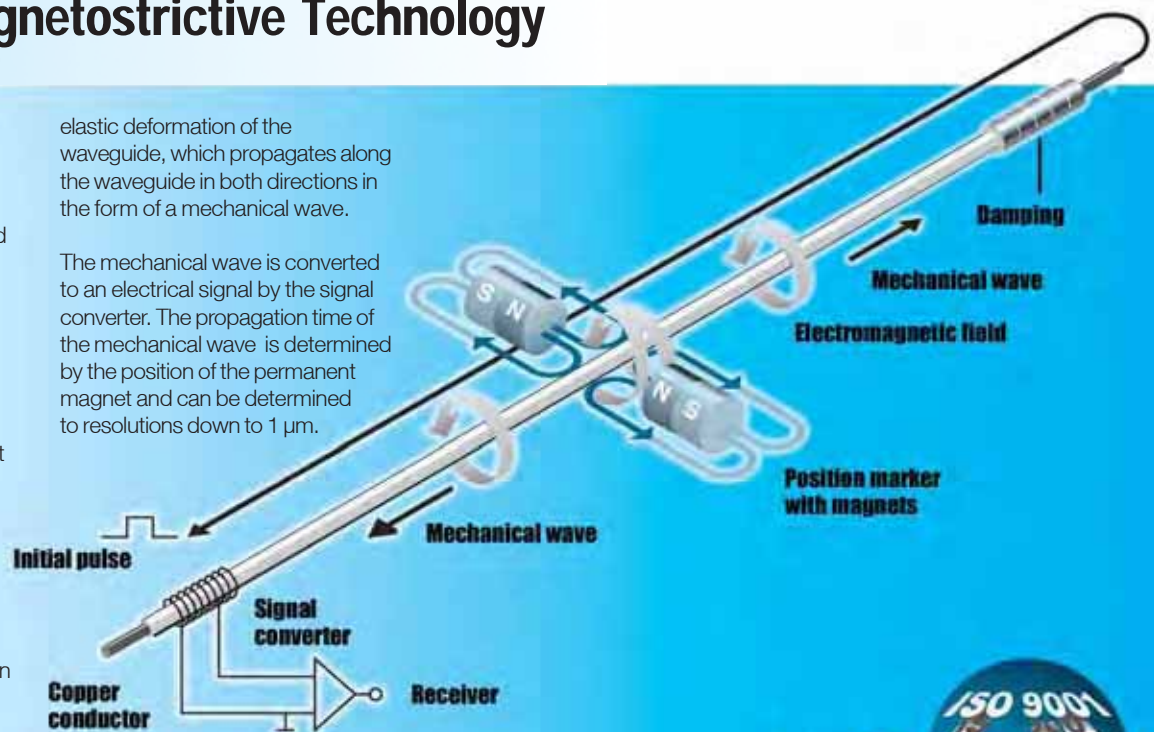 gnetostrictive Technology
elastic deformation of the
waveguide, which propagates along
the waveguide in both directions in
the form of a mechanical wave.
The mechanical wave is converted
to an electrical signal by the signal
converter. The propagation time of
the mechanical wave is determined
by the position of the permanent
magnet and can be determined
to resolutions down to 1 µm.
d
t
n
Damping
Mechanical wave
Electromagnetic field
S N
N S
Position marker
with magnets
Mechanical wave
Initial pulse
Signal
converter
Copper
conductor
Receiver
ISO 9001